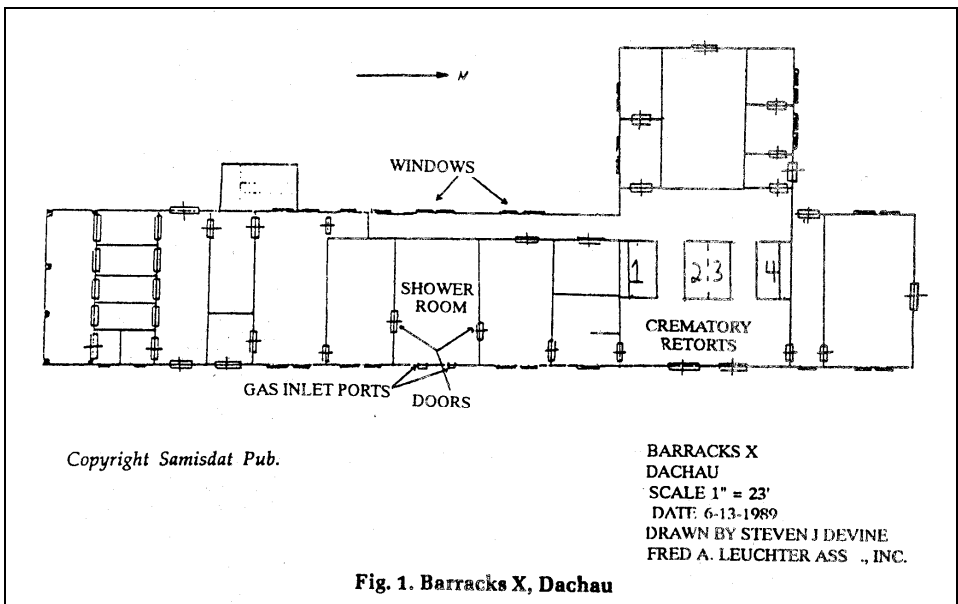 M
WINDOWS
SHOWER
ROOM
1
2
3
4
CREMATORY
RETORTS
GAS INLET PORTS
DOORS
Copyright Samisdat Pub.
BARRACKS X
DACHAU
SCALE 1" = 23'
DATE 6-13-1989
DRAWN BY STEVEN J DEVINE
FRED A. LEUCHTER ASS ., INC.
Fig. 1. Barracks X, Dachau